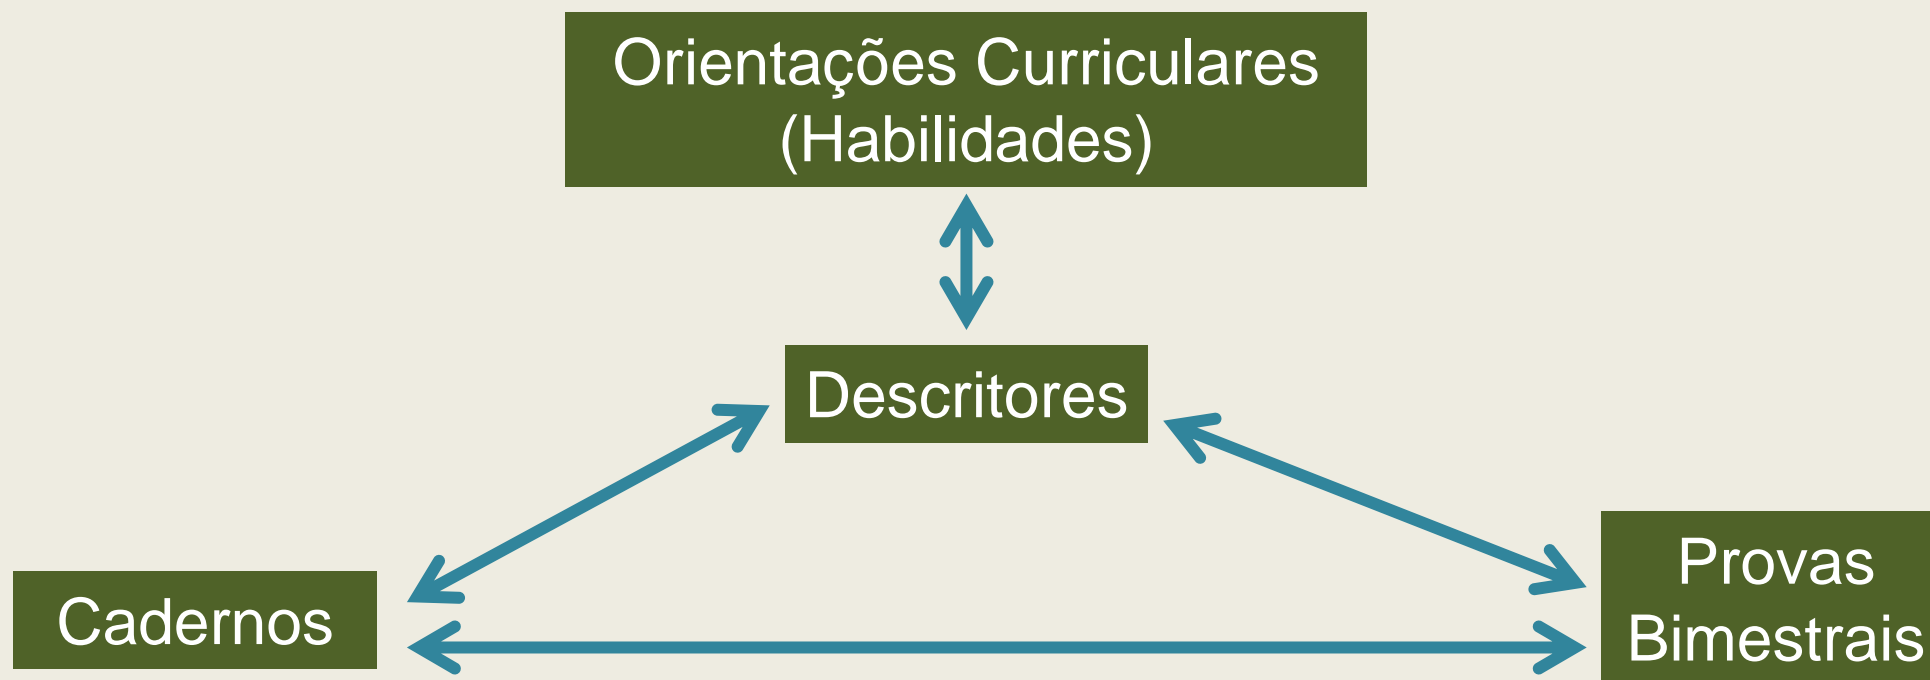 Orientações Curriculares
(Habilidades)
Descritores
Cadernos
Provas
Bimestrais